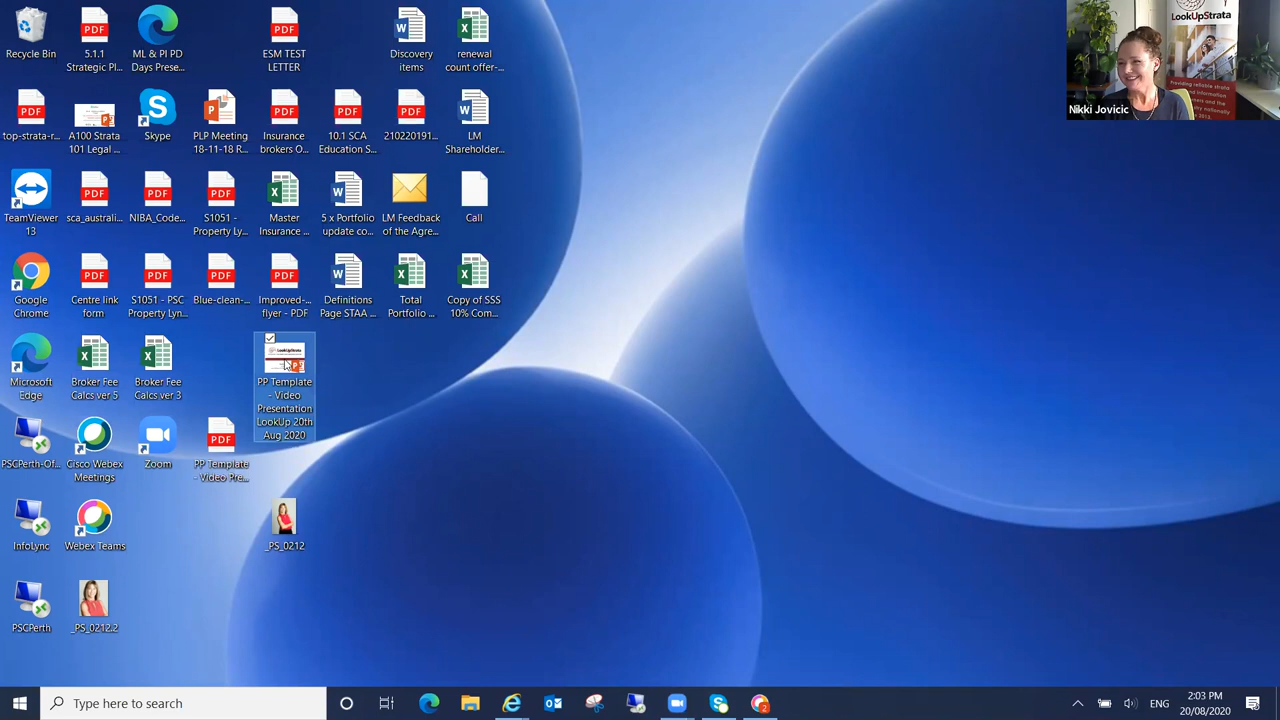 Recycle Bin
5.1.i
Strategic Pl...
ML & PI PD
Days Prese...
ESM TEST
LETTER
Discovery
items
renewal
count offer-...
LookUpStrata
Providing reliable strata
Nikki Jovicic
top-strata-r...
A100 Strata
101 Legal ...
Skype
PLP Meeting
18-11-18 R...
Insurance
brokers O...
10.1 SCA
Education S...
210220191...
LM
Shareholder...
TeamViewer
13
sca_australi...
NIBA_Code...
S1051 -
Property Ly...
Master
Insurance ...
5 x Portfolio
update co...
LM Feedback
of the Agre...
Call
Google
Chrome
Centre link
form
S1051 - PSC
Property Lyn...
Blue-clean-...
Improved-...
flyer - PDF
Definitions
Page STAA ...
Total
Portfolio ...
Copy of SSS
10% Com...
Microsoft
Edge
Broker Fee
Calcs ver 5
Broker Fee
Calcs ver 3
PP Template
- Video
Presentation
LookUp 20th
Aug 2020
PSCPerth-Of...
Cisco Webex
Meetings
Zoom
PP Template
- Video Pre...
InfoLync
Webex Teams
_PS_0212
PSCPerth
_PS_0212.2
Type here to search
ENG
2:03 PM
20/08/2020